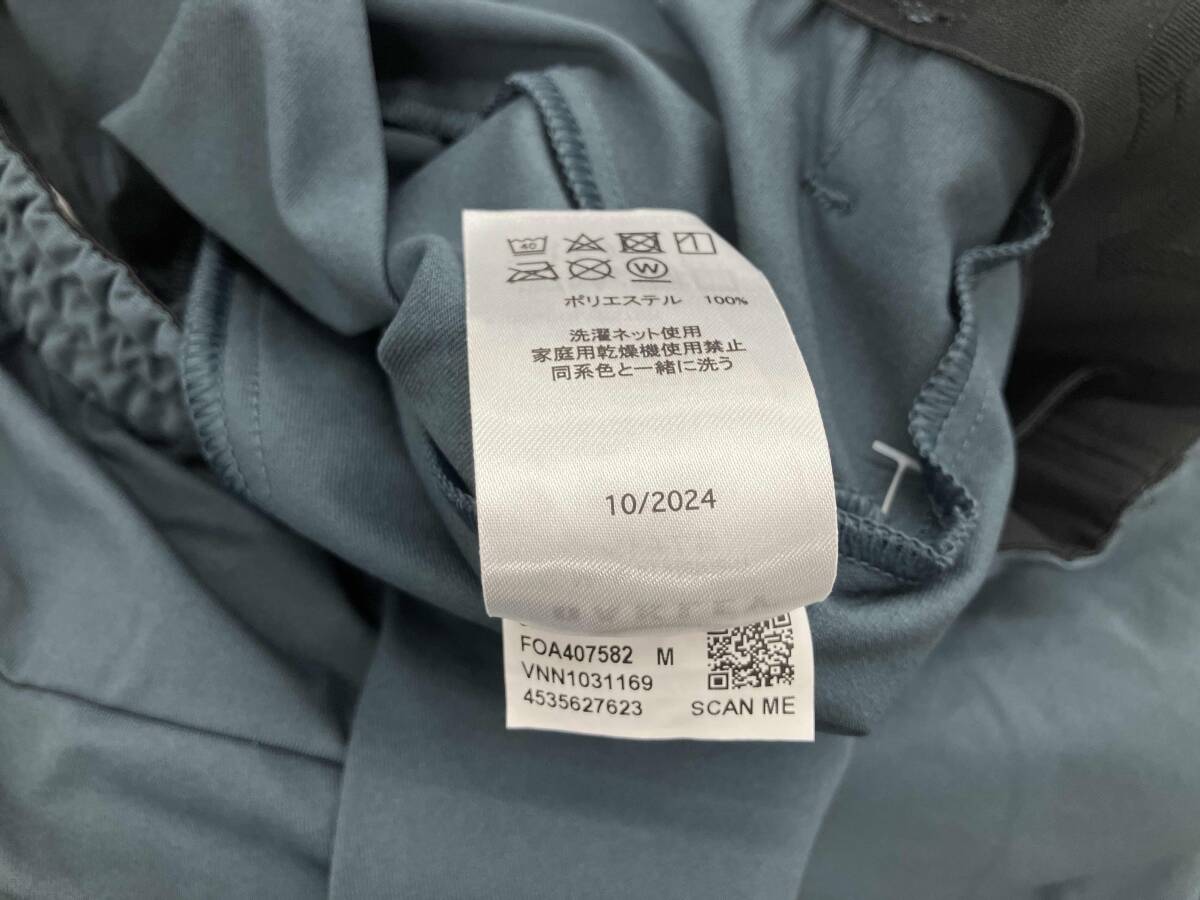 40
W
ポリエステル 100%
洗濯ネット使用
家庭用乾燥機使用禁止
同系色と一緒に洗う
10/2024
FOA407582 M
VNN1031169
4535627623 SCAN ME